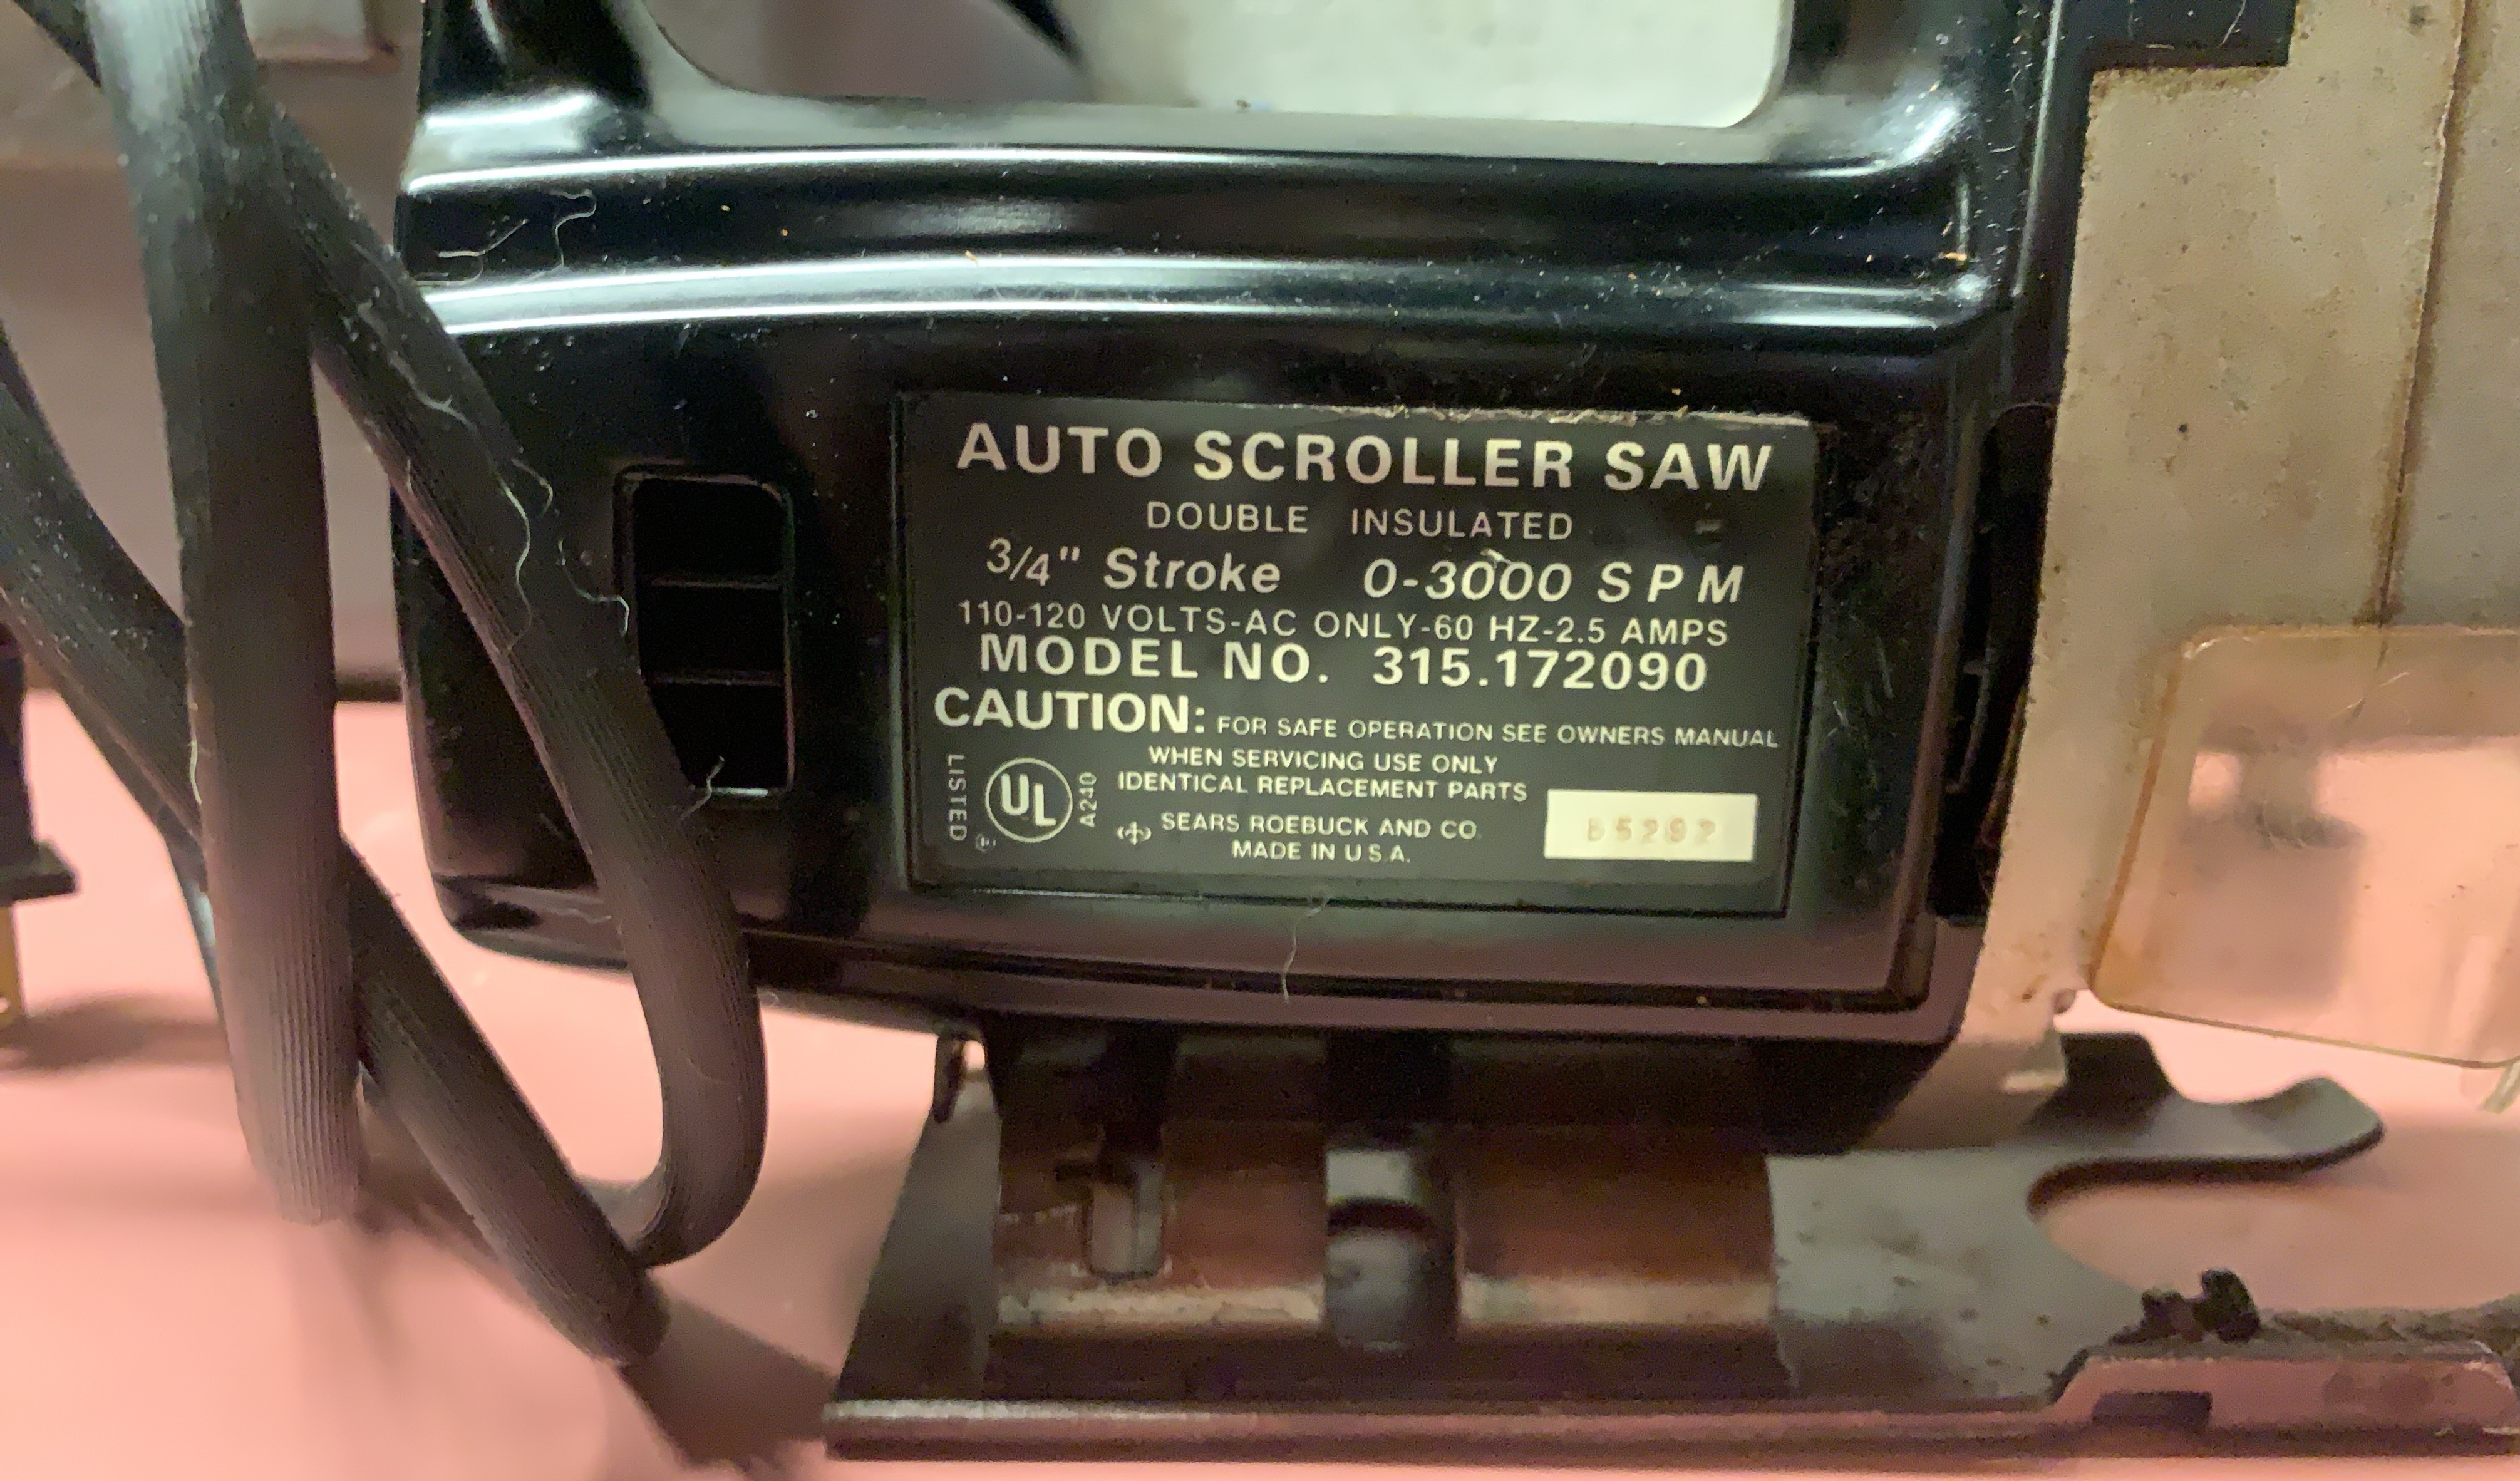 AUTO SCROLLER SAW
DOUBLE INSULATED
3/4" Stroke 0-3000 SPM
110-120 VOLTS-AC ONLY-60 HZ-2.5 AMPS
MODEL NO. 315.172090
CAUTION: FOR SAFE OPERATION SEE OWNERS MANUAL
WHEN SERVICING USE ONLY
IDENTICAL REPLACEMENT PARTS
LISTED UL ® A240
SEARS ROEBUCK AND CO.
MADE IN U.S.A.